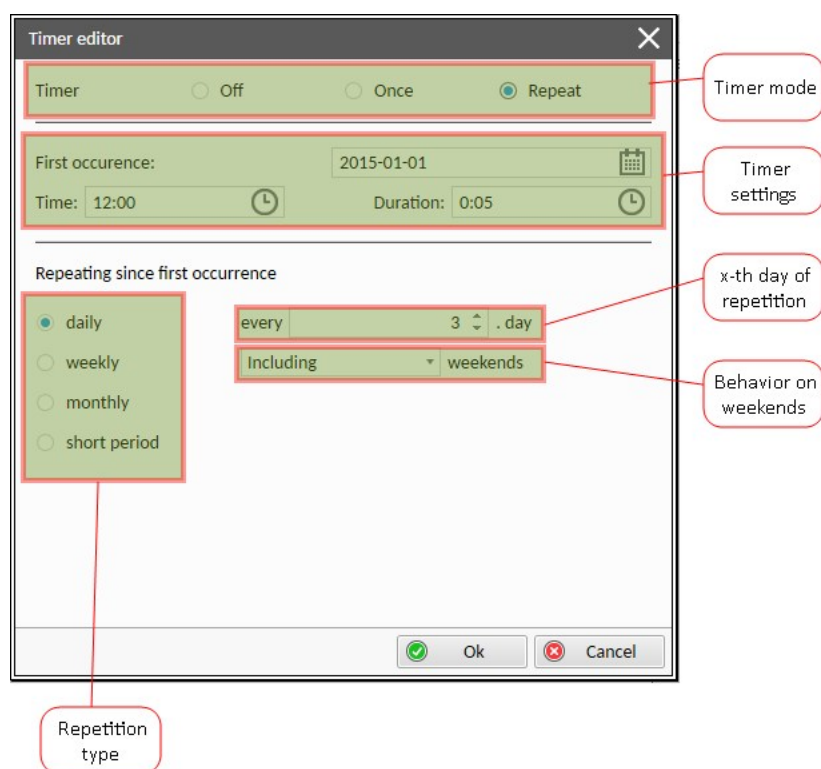 Timer editor
Timer Off Once Repeat
Timer mode
First occurence: 2015-01-01
Time: 12:00 Duration: 0:05
Timer
settings
Repeating since first occurrence
x-th day of
repetition
daily every 3 . day
weekly Including weekends
Behavior on
weekends
monthly
short period
Ok Cancel
Repetition
type